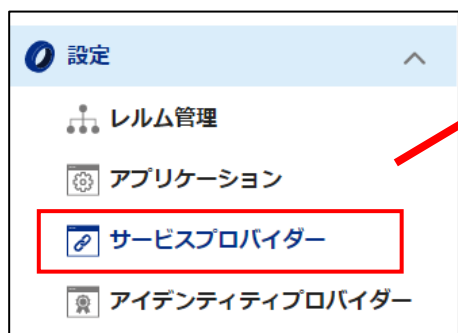 設定
レルム管理
アプリケーション
サービスプロバイダー
アイデンティティプロバイダー